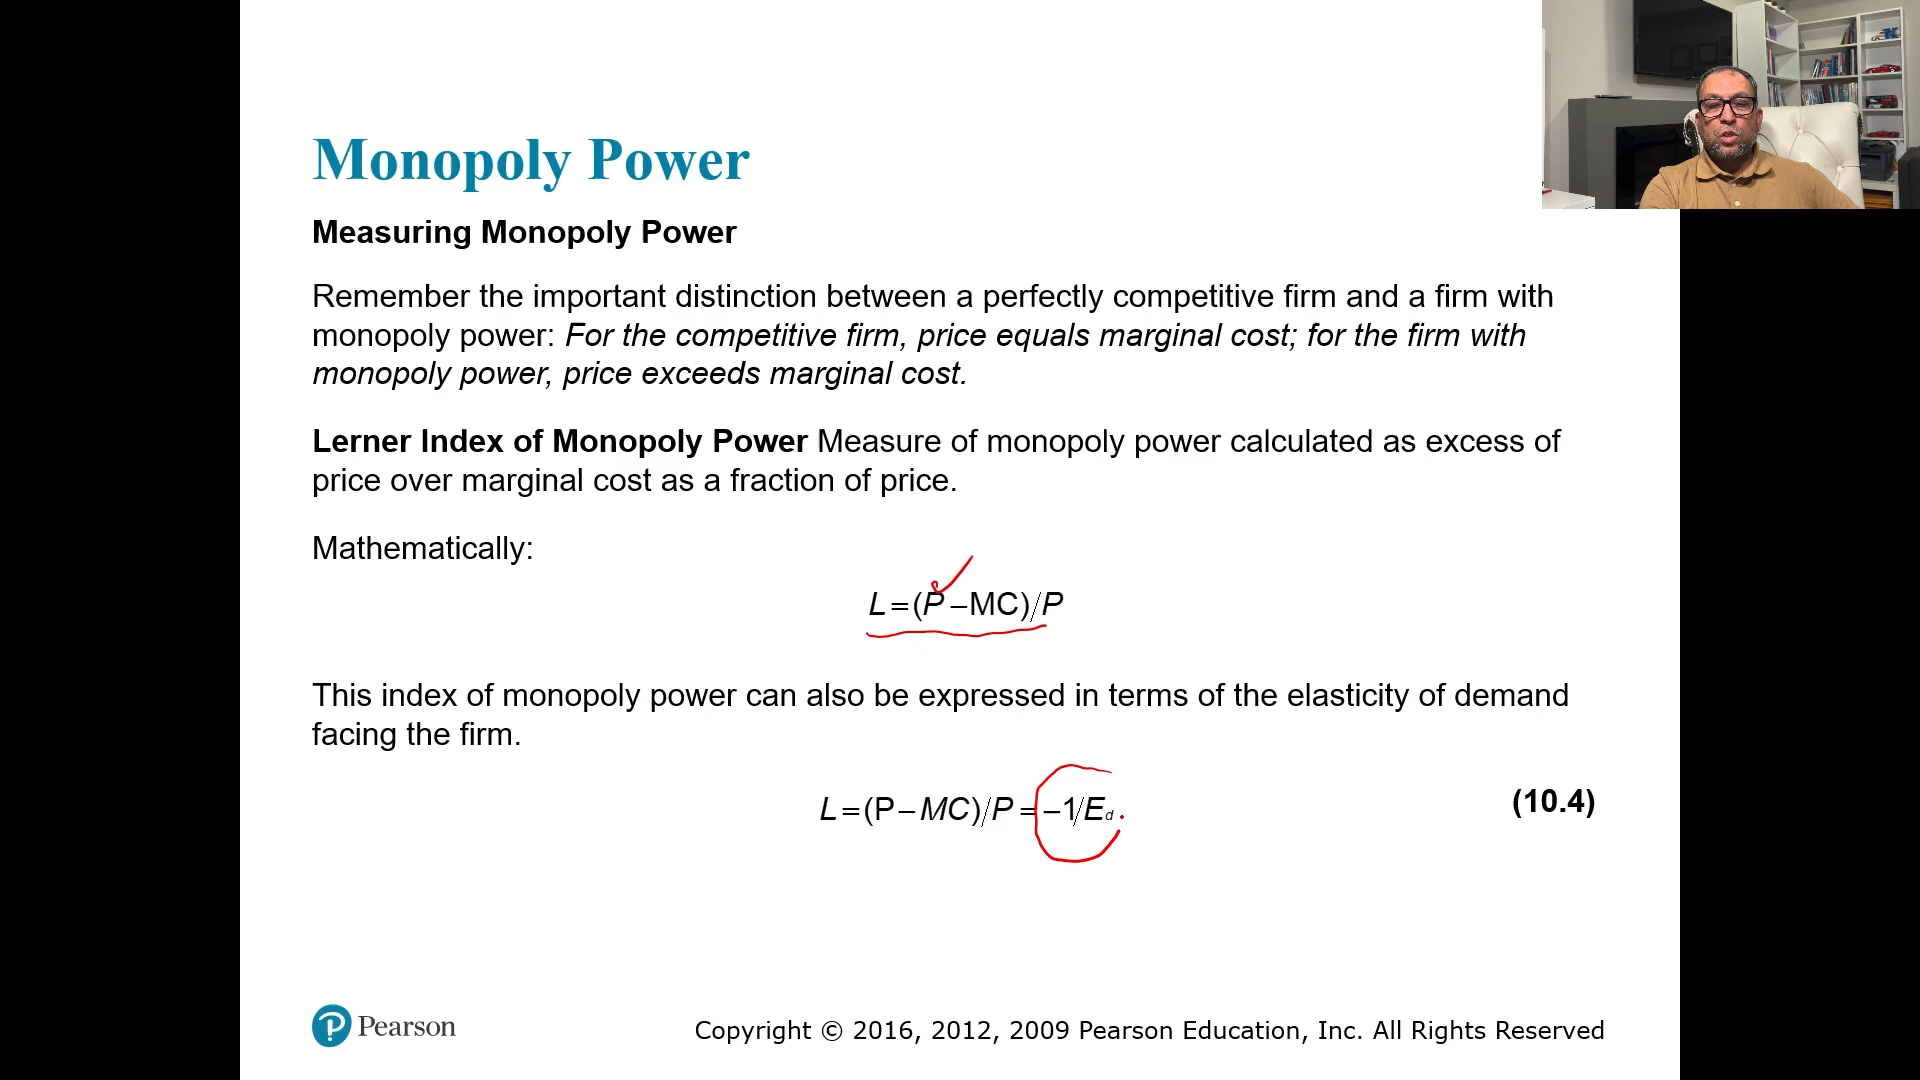 Monopoly Power
Measuring Monopoly Power
Remember the important distinction between a perfectly competitive firm and a firm with
monopoly power: For the competitive firm, price equals marginal cost; for the firm with
monopoly power, price exceeds marginal cost.
Lerner Index of Monopoly Power Measure of monopoly power calculated as excess of
price over marginal cost as a fraction of price.
Mathematically:
L=(P–MC)/P
This index of monopoly power can also be expressed in terms of the elasticity of demand
facing the firm.
L=(P–MC)/P=–1/Ed.
(10.4)
Pearson
Copyright © 2016, 2012, 2009 Pearson Education, Inc. All Rights Reserved